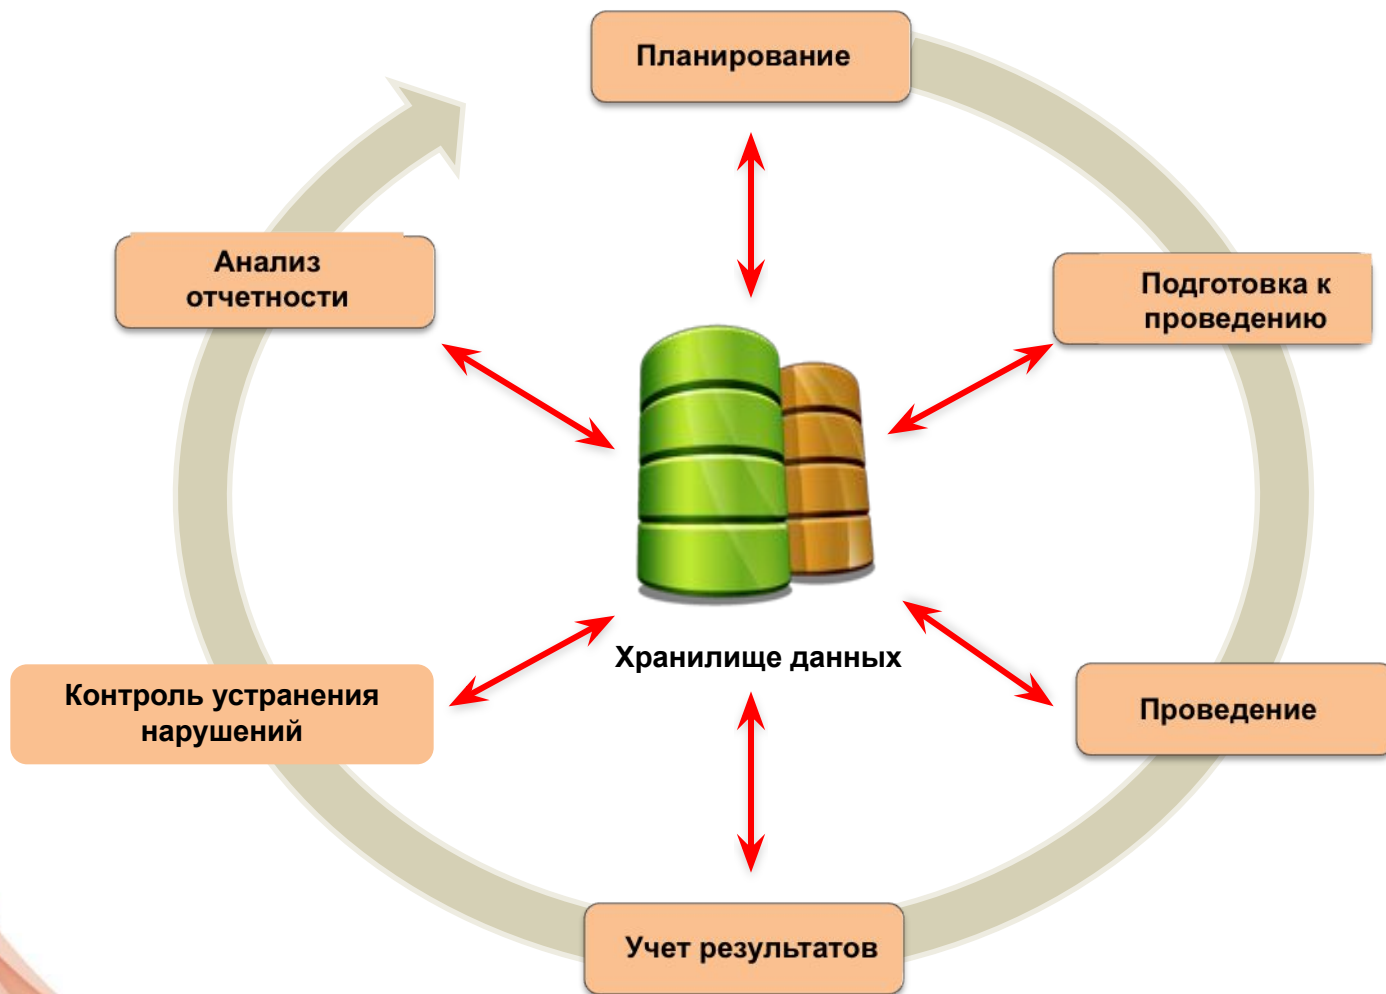 Планирование
Анализ
отчетности
Подготовка к
проведению
Хранилище данных
Контроль устранения
нарушений
Проведение
Учет результатов